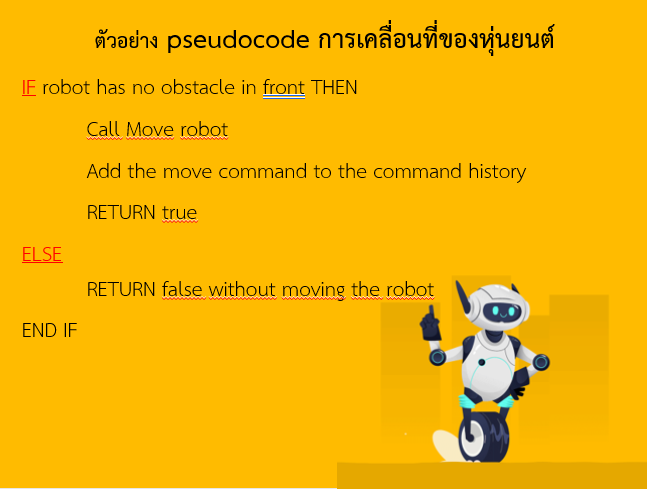 ตัวอย่าง pseudocode การเคลื่อนที่ของหุ่นยนต์
IF robot has no obstacle in front THEN
Call Move robot
Add the move command to the command history
RETURN true
ELSE
RETURN false without moving the robot
END IF